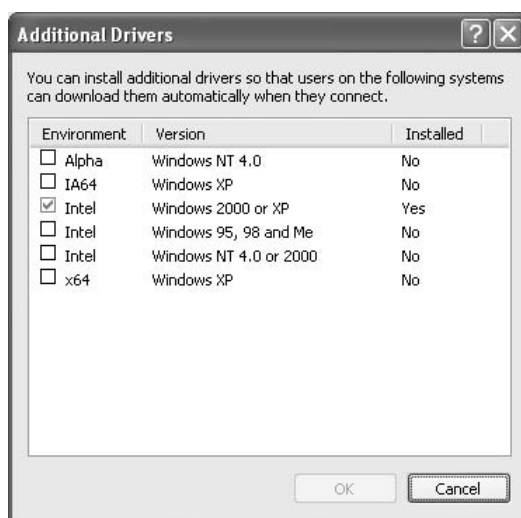 Additional Drivers
You can install additional drivers so that users on the following systems
can download them automatically when they connect.
Environment Version Installed
Alpha Windows NT 4.0 No
IA64 Windows XP No
Intel Windows 2000 or XP Yes
Intel Windows 95, 98 and Me No
Intel Windows NT 4.0 or 2000 No
x64 Windows XP No
OK Cancel